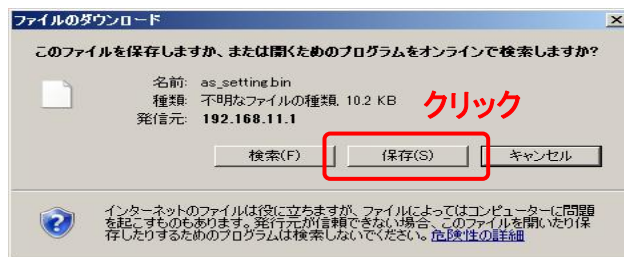 ファイルのダウンロード
このファイルを保存しますか、または開くためのプログラムをオンラインで検索しますか?
名前: as_setting.bin
種類: 不明なファイルの種類, 10.2 KB
発信元: 192.168.11.1
クリック
検索(F) 保存(S) キャンセル
インターネットのファイルは役に立ちますが、ファイルによってはコンピューターに問題
を起こすものもあります。発行元が信頼できない場合、このファイルを開いたり保
存したりするためのプログラムは検索しないでください。危険性の詳細